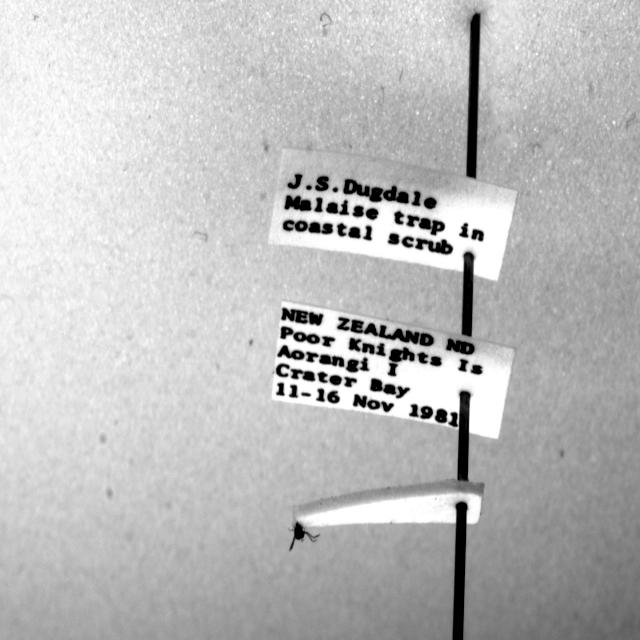 J.S.Dugdale
Malaise trap in
coastal scrub
NEW ZEALAND ND
Poor Knights Is
Aorangi I
Crater Bay
11-16 Nov 1981